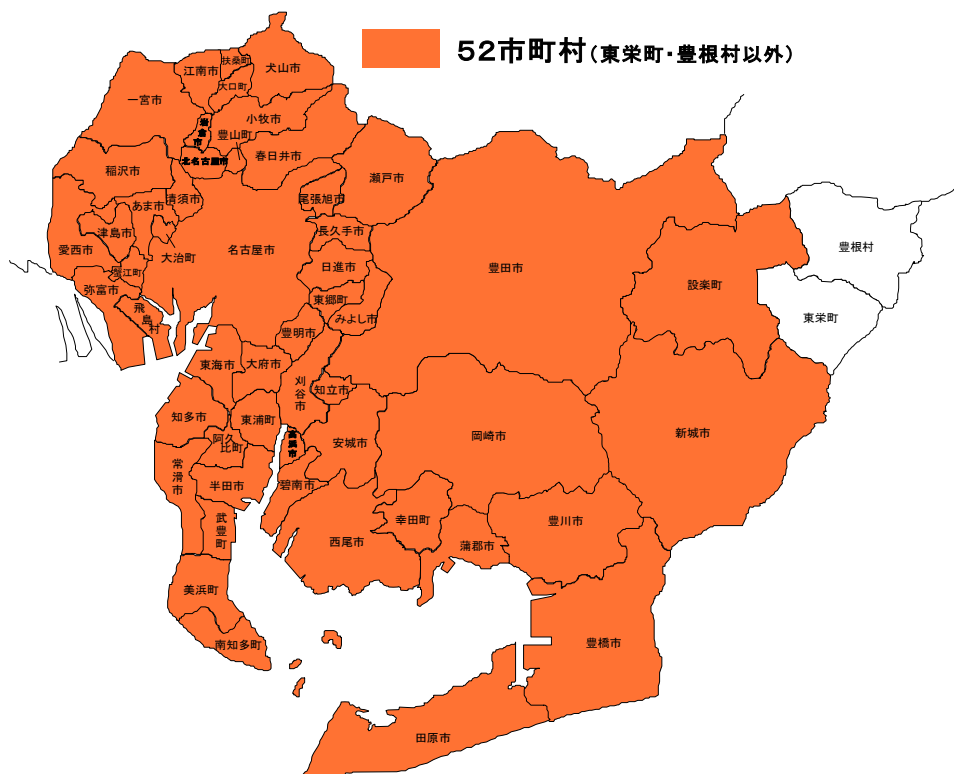 52市町村(東栄町・豊根村以外)
扶桑町
犬山市
江南市
大口町
一宮市
小牧市
岩倉市
豊山町
春日井市
北名古屋市
稲沢市
瀬戸市
尾張旭市
清須市
あま市
津島市
長久手市
愛西市
大治町
名古屋市
豊根村
日進市
豊田市
蟹江町
設楽町
弥富市
東郷町
飛島村
みよし市
東栄町
豊明市
東海市
大府市
刈谷市
知立市
知多市
東浦町
岡崎市
新城市
阿久比町
高浜市
安城市
常滑市
半田市
碧南市
武豊町
幸田町
豊川市
西尾市
蒲郡市
美浜町
南知多町
豊橋市
田原市